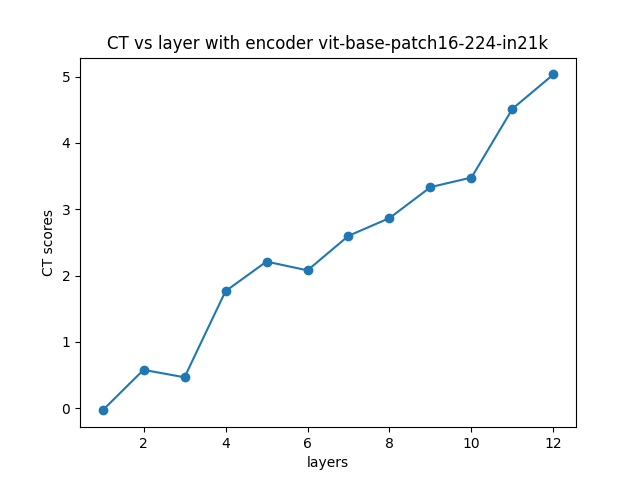 CT vs layer with encoder vit-base-patch16-224-in21k
5
4
3
2
1
0
CT scores
2 4 6 8 10 12
layers